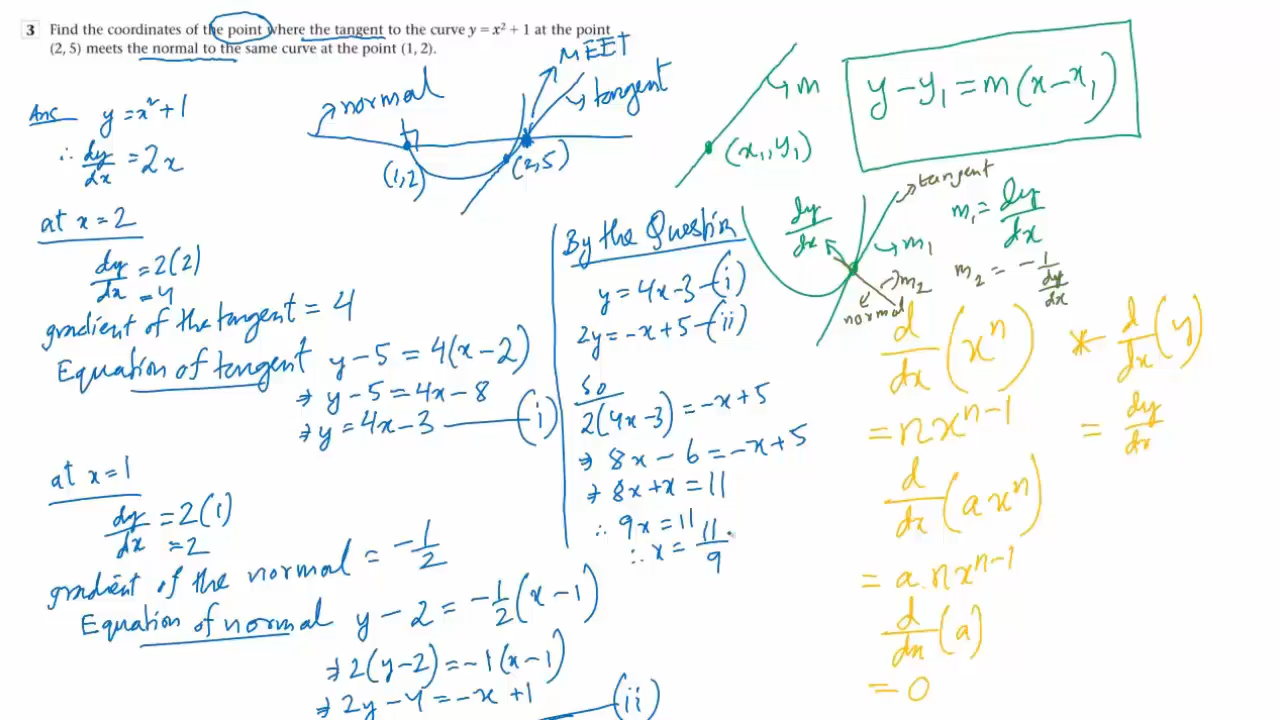 3 Find the coordinates of the point where the tangent to the curve y = x² + 1 at the point
(2, 5) meets the normal to the same curve at the point (1, 2).
Ans y = x² + 1
∴ dy/dx = 2x
at x = 2
dy/dx = 2(2)
= 4
gradient of the tangent = 4
Equation of tangent y - 5 = 4(x - 2)
⇒ y - 5 = 4x - 8
⇒ y = 4x - 3 — (i)
at x = 1
dy/dx = 2(1)
= 2
gradient of the normal = -1/2
Equation of normal y - 2 = -1/2 (x - 1)
⇒ 2(y - 2) = -1(x - 1)
⇒ 2y - 4 = -x + 1
(ii)
normal
MEET
tangent
(1, 2)
(2, 5)
By the Question
y = 4x - 3 — (i)
2y = -x + 5 — (ii)
so
2(4x - 3) = -x + 5
⇒ 8x - 6 = -x + 5
⇒ 8x + x = 11
∴ 9x = 11
∴ x = 11/9
m
(x₁, y₁)
y - y₁ = m(x - x₁)
tangent
dy/dx
m₁
m₁ = dy/dx
m₂
m₂ = -1/(dy/dx)
normal
d/dx (xⁿ)
= nxⁿ⁻¹
* d/dx (y)
= dy/dx
d/dx (axⁿ)
= a.nxⁿ⁻¹
d/dx (a)
= 0